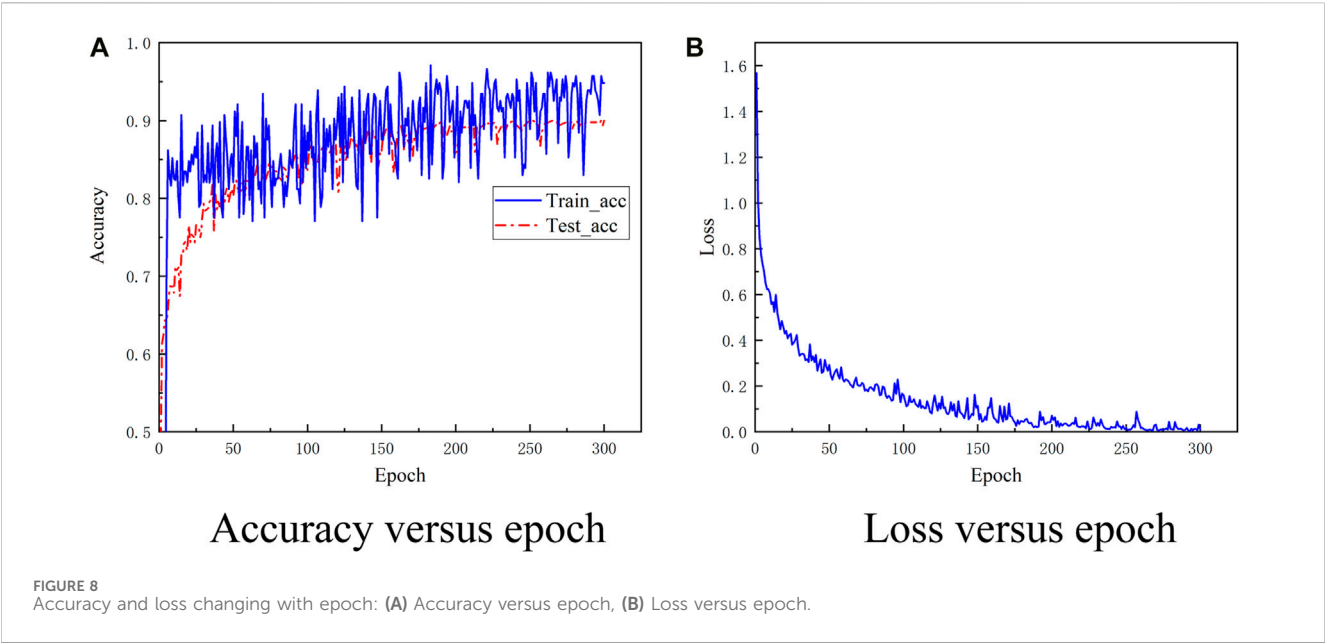 A
1.0
0.9
0.8
0.7
0.6
0.5
Accuracy
Train_acc
Test_acc
0 50 100 150 200 250 300
Epoch
Accuracy versus epoch
B
1.6
1.4
1.2
1.0
0.8
0.6
0.4
0.2
0.0
Loss
0 50 100 150 200 250 300
Epoch
Loss versus epoch
FIGURE 8
Accuracy and loss changing with epoch: (A) Accuracy versus epoch, (B) Loss versus epoch.